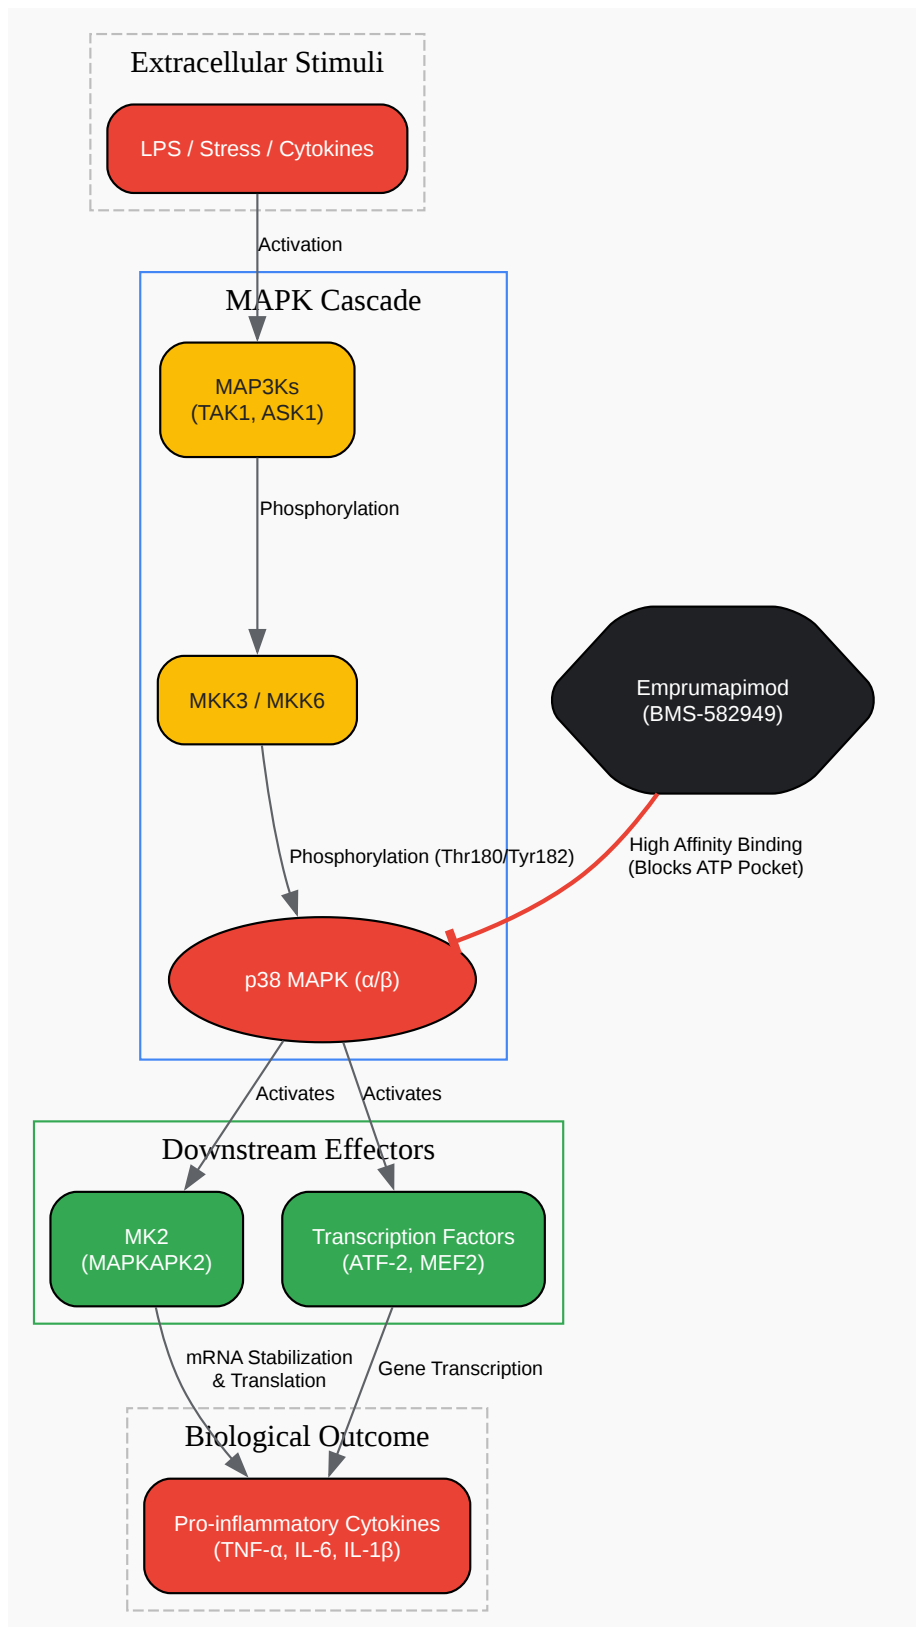 Extracellular Stimuli
LPS / Stress / Cytokines
Activation
MAPK Cascade
MAP3Ks
(TAK1, ASK1)
Phosphorylation
MKK3 / MKK6
Emprumapimod
(BMS-582949)
Phosphorylation (Thr180/Tyr182)
High Affinity Binding
(Blocks ATP Pocket)
p38 MAPK (α/β)
Activates
Activates
Downstream Effectors
MK2
(MAPKAPK2)
Transcription Factors
(ATF-2, MEF2)
mRNA Stabilization
& Translation
Gene Transcription
Biological Outcome
Pro-inflammatory Cytokines
(TNF-α, IL-6, IL-1β)